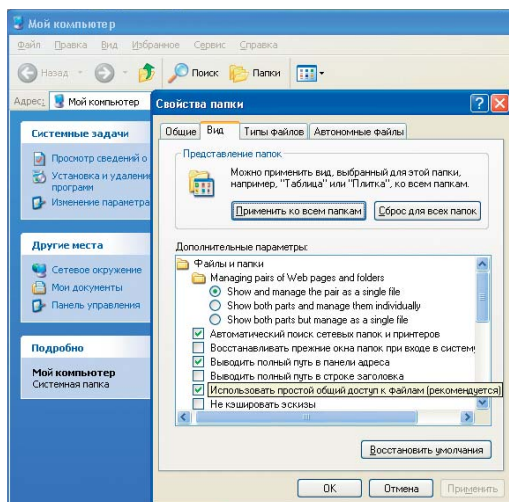 Мой компьютер
Файл Правка Вид Избранное Сервис Справка
Назад Поиск Папки
Адрес: Мой компьютер
Системные задачи
Просмотр сведений о
Установка и удалени
программ
Изменение параметра
Другие места
Сетевое окружение
Мои документы
Панель управления
Подробно
Мой компьютер
Системная папка
Свойства папки
Общие Вид Типы файлов Автономные файлы
Представление папок
Можно применить вид, выбранный для этой папки,
например, "Таблица" или "Плитка", ко всем папкам.
Применить ко всем папкам Сброс для всех папок
Дополнительные параметры:
Файлы и папки
Managing pairs of Web pages and folders
Show and manage the pair as a single file
Show both parts and manage them individually
Show both parts but manage as a single file
Автоматический поиск сетевых папок и принтеров
Восстанавливать прежние окна папок при входе в систему
Выводить полный путь в панели адреса
Выводить полный путь в строке заголовка
Использовать простой общий доступ к файлам (рекомендуется)
Не кэшировать эскизы
Восстановить умолчания
ОК Отмена Применить